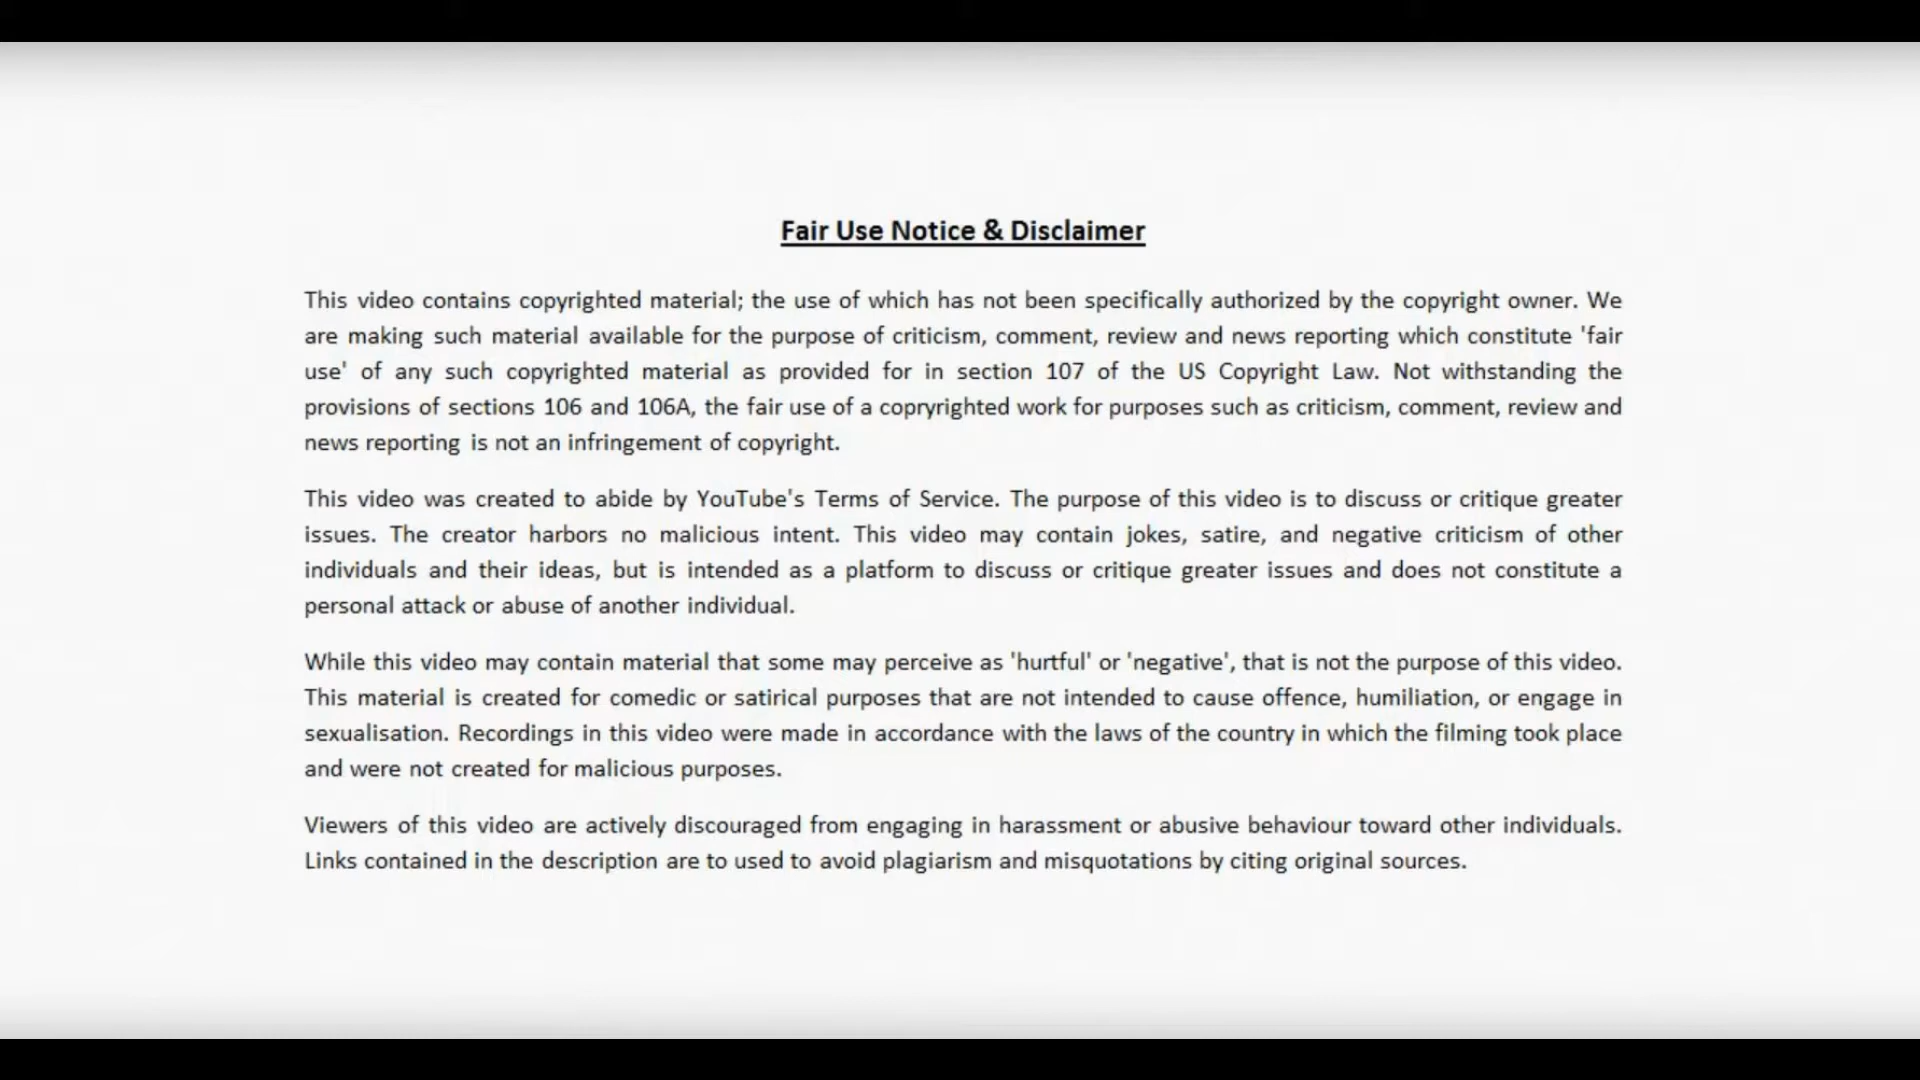 Fair Use Notice & Disclaimer
This video contains copyrighted material; the use of which has not been specifically authorized by the copyright owner. We
are making such material available for the purpose of criticism, comment, review and news reporting which constitute 'fair
use' of any such copyrighted material as provided for in section 107 of the US Copyright Law. Not withstanding the
provisions of sections 106 and 106A, the fair use of a copryrighted work for purposes such as criticism, comment, review and
news reporting is not an infringement of copyright.
This video was created to abide by YouTube's Terms of Service. The purpose of this video is to discuss or critique greater
issues. The creator harbors no malicious intent. This video may contain jokes, satire, and negative criticism of other
individuals and their ideas, but is intended as a platform to discuss or critique greater issues and does not constitute a
personal attack or abuse of another individual.
While this video may contain material that some may perceive as 'hurtful' or 'negative', that is not the purpose of this video.
This material is created for comedic or satirical purposes that are not intended to cause offence, humiliation, or engage in
sexualisation. Recordings in this video were made in accordance with the laws of the country in which the filming took place
and were not created for malicious purposes.
Viewers of this video are actively discouraged from engaging in harassment or abusive behaviour toward other individuals.
Links contained in the description are to used to avoid plagiarism and misquotations by citing original sources.